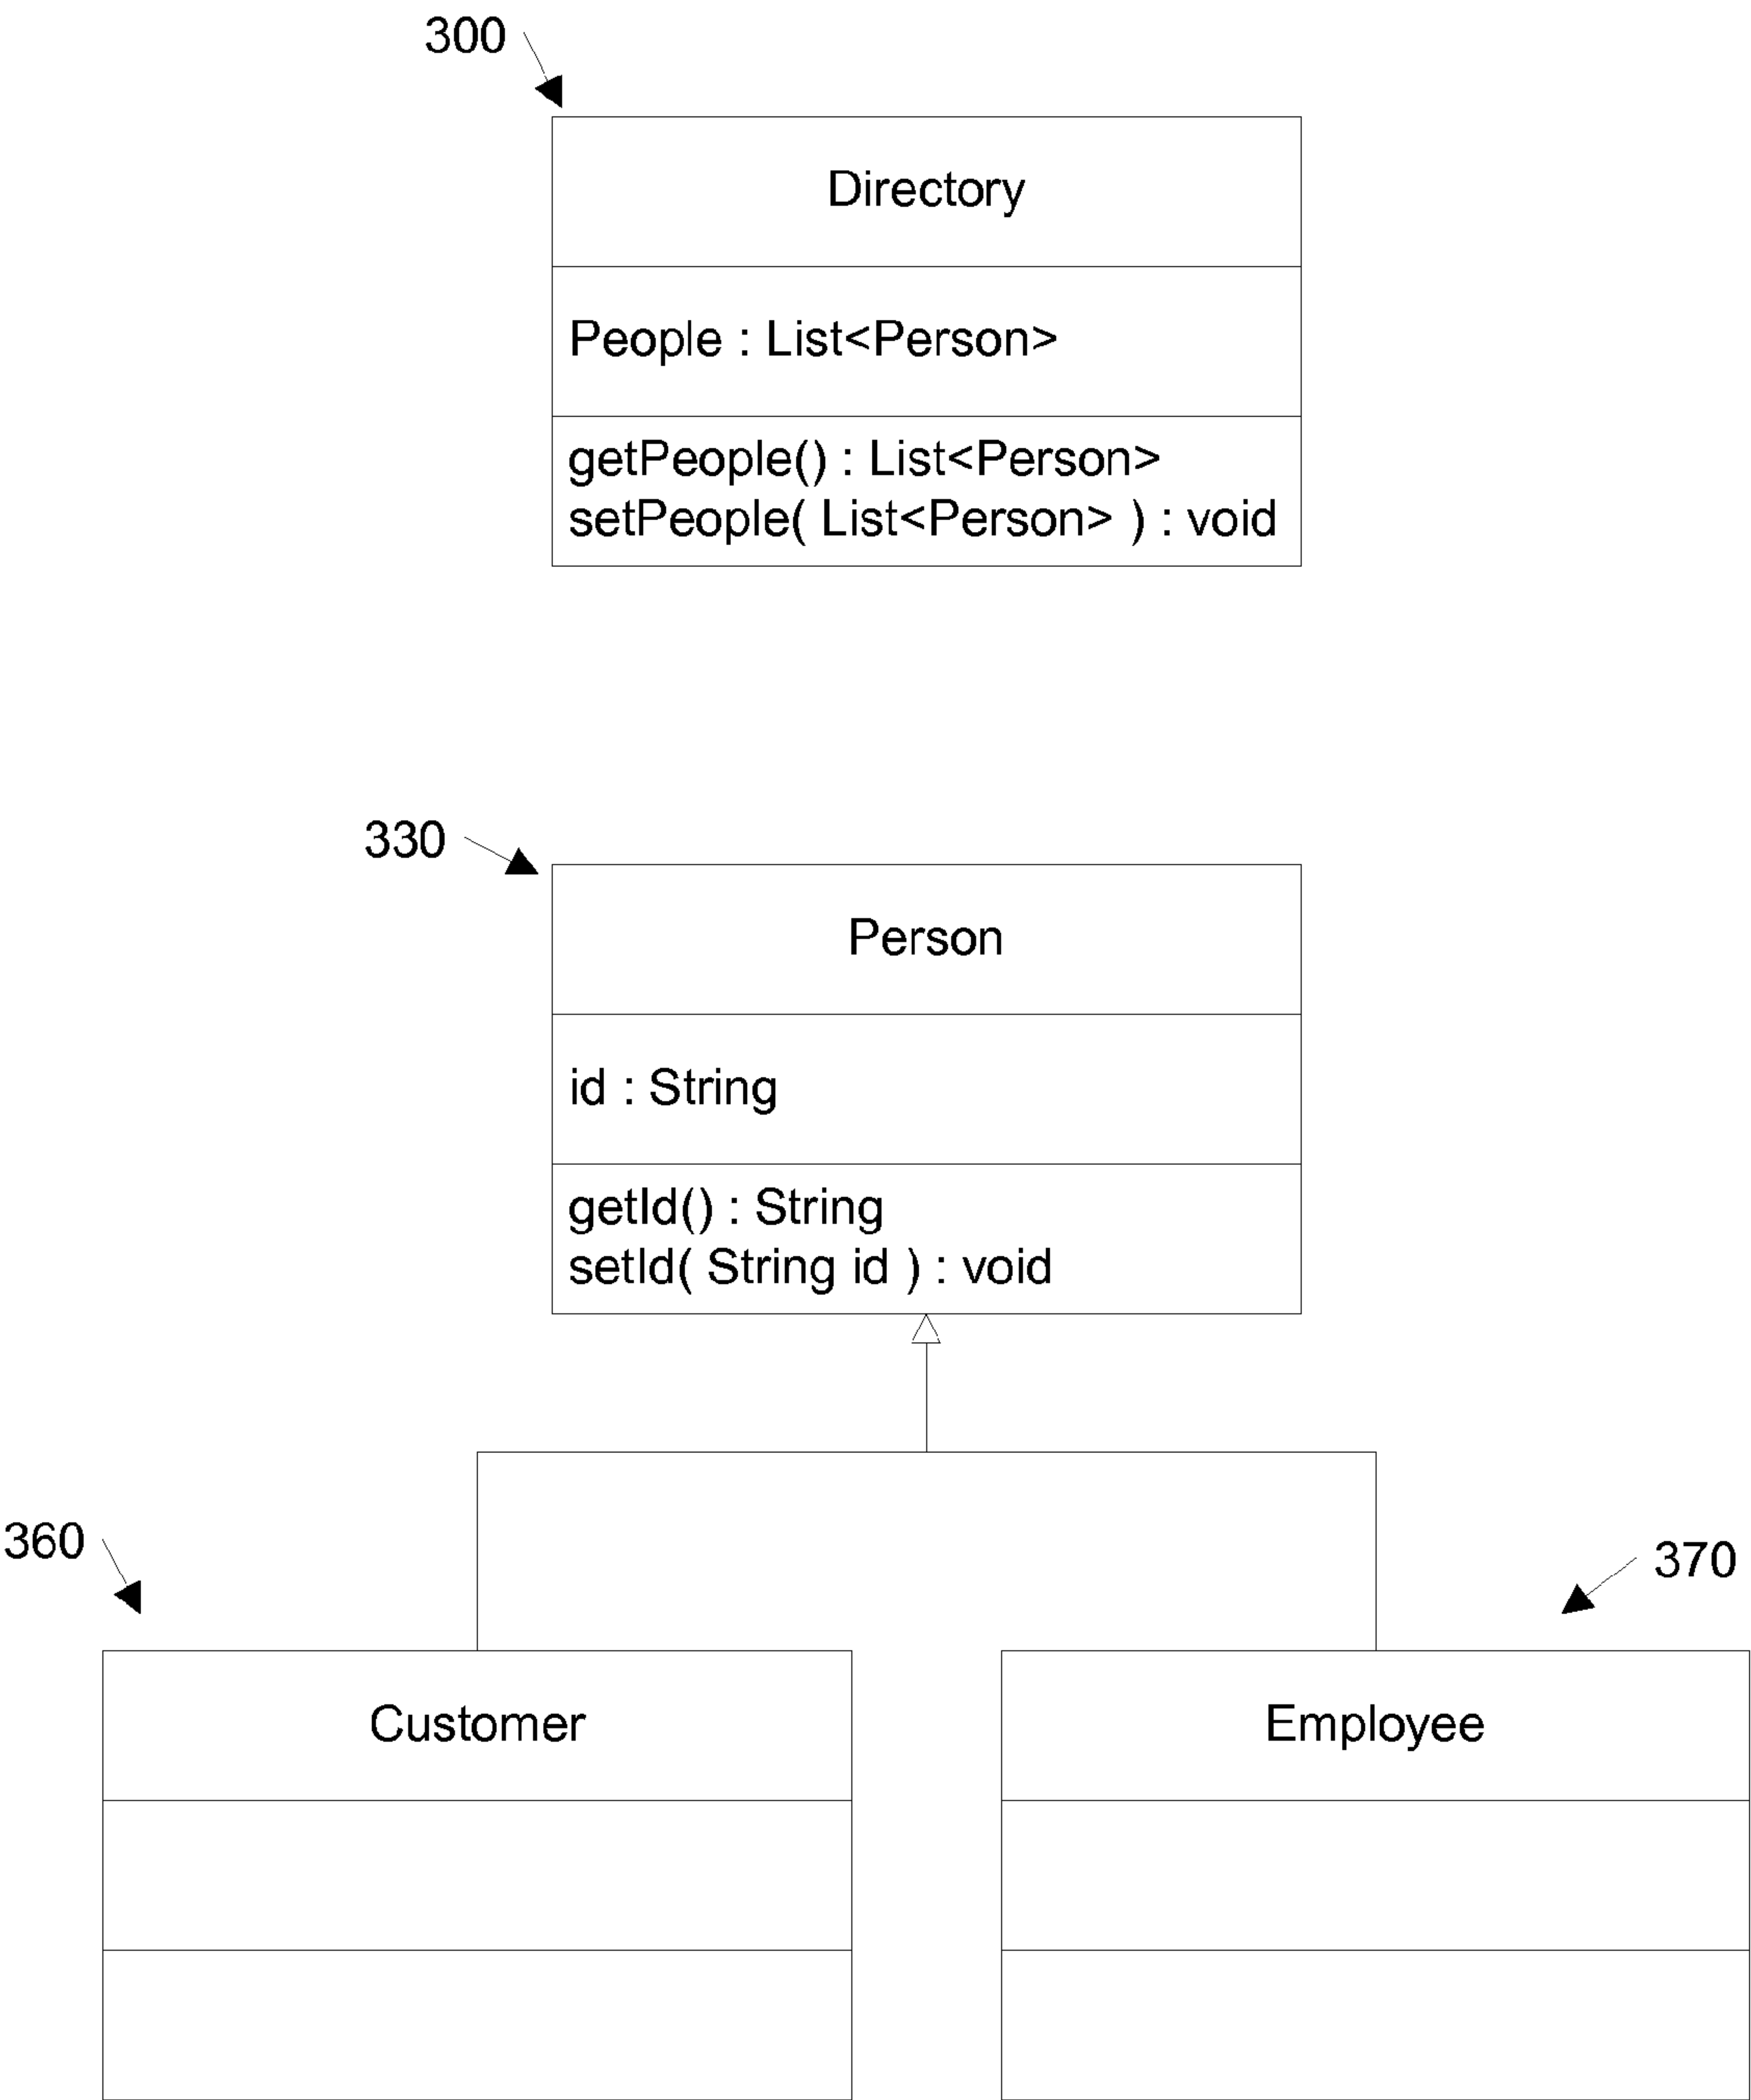 300
Directory
People : List<Person>
getPeople() : List<Person>
setPeople( List<Person> ) : void
330
Person
id : String
getId() : String
setId( String id ) : void
360
370
Customer
Employee